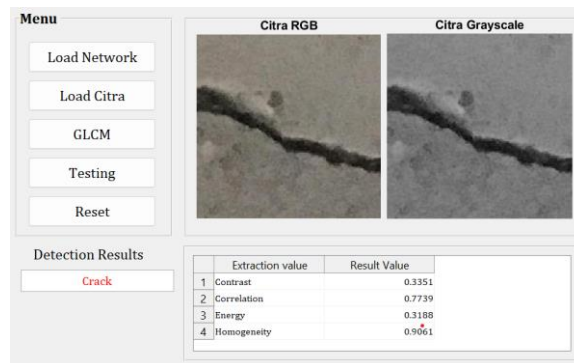 Menu
Load Network
Load Citra
GLCM
Testing
Reset
Citra RGB
Citra Grayscale
Detection Results
Crack
Extraction value Result Value
1 Contrast 0.3351
2 Correlation 0.7739
3 Energy 0.3188
4 Homogeneity 0.9061